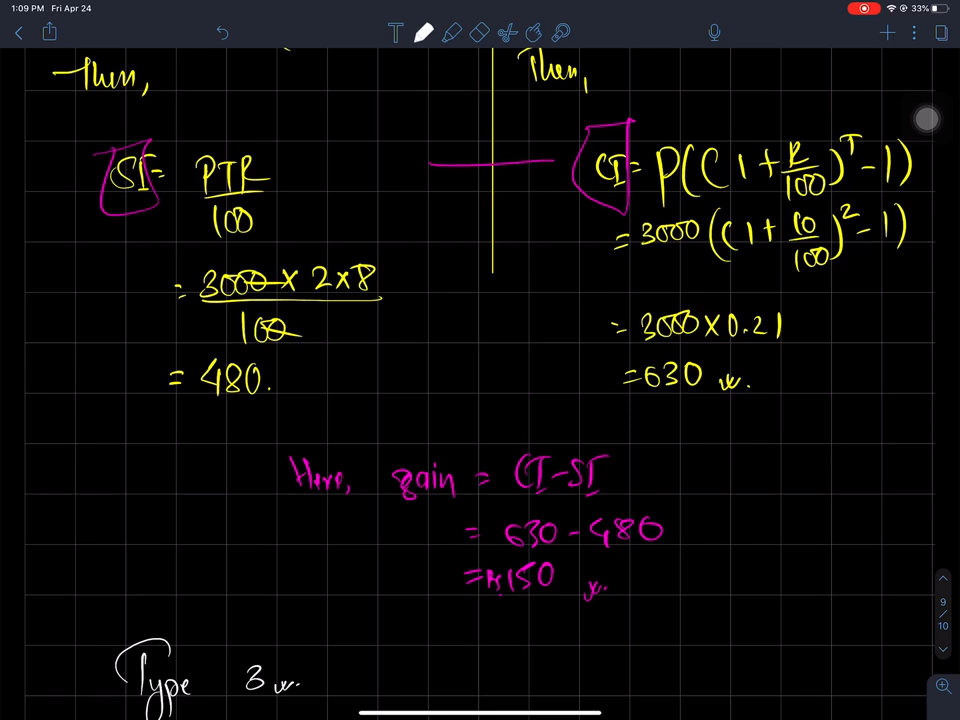 1:09 PM Fri Apr 24
33%
Then,
SI = PTR/100
= 3000 × 2 × 8/100
= 480.
Then,
CI = P((1 + R/100)^T - 1)
= 3000((1 + 10/100)^2 - 1)
= 3000 × 0.21
= 630
Here, gain = CI - SI
= 630 - 480
= Rs.150
Type 3
9
/
10